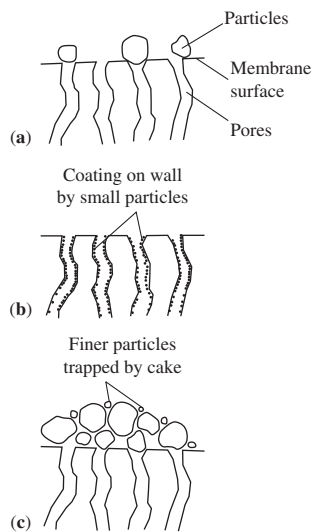 Particles
Membrane
surface
Pores
(a)
Coating on wall
by small particles
(b)
Finer particles
trapped by cake
(c)